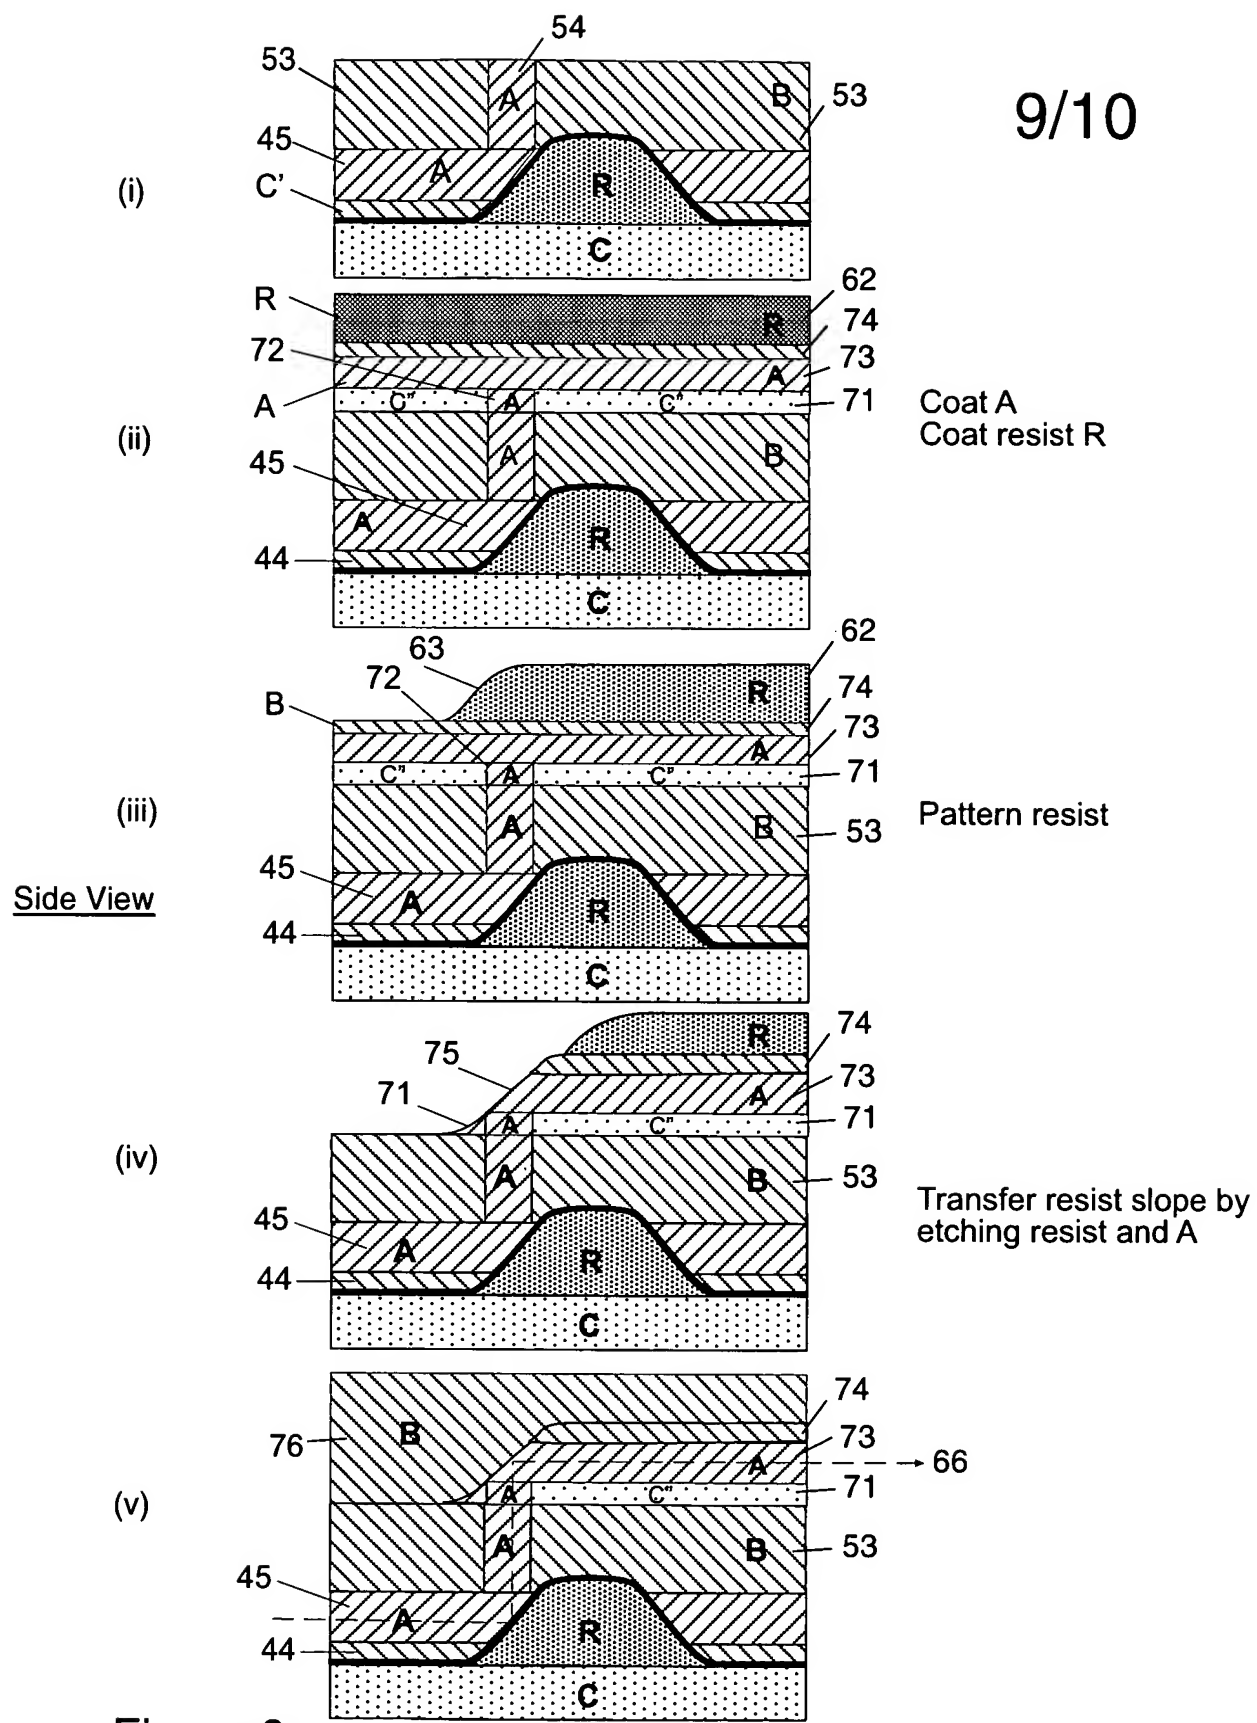 54
53
B
53
9/10
45
A
A
(i)
C'
R
C
R
62
R
74
72
A
73
A
C"
A
C"
71
Coat A
Coat resist R
(ii)
A
B
45
A
R
44
C
63
62
72
R
74
B
73
A
C"
A
C"
71
(iii)
A
B
53
Pattern resist
45
A
R
Side View
44
C
R
74
75
73
A
71
A
C"
71
(iv)
A
B
53
Transfer resist slope by
etching resist and A
45
A
R
44
C
74
B
73
76
A
66
A
C"
71
(v)
A
B
53
45
A
R
44
C